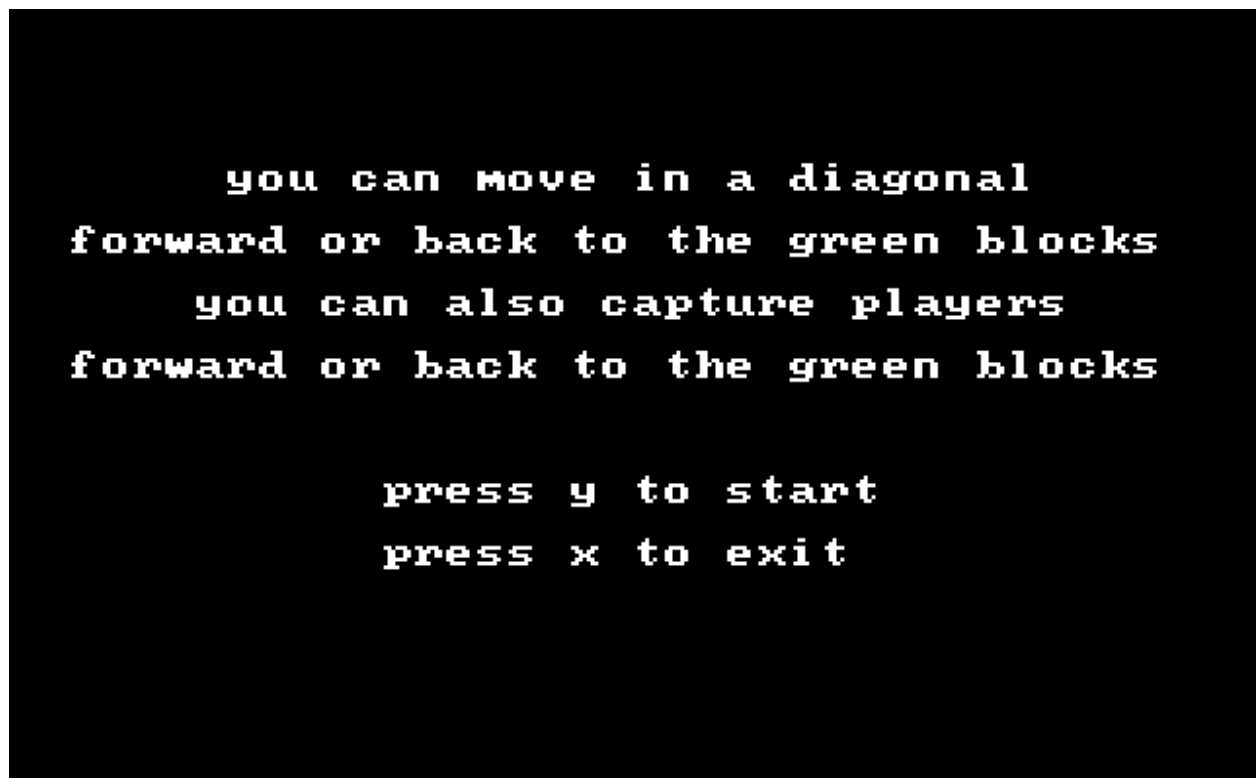 you can move in a diagonal
forward or back to the green blocks
you can also capture players
forward or back to the green blocks
press y to start
press x to exit